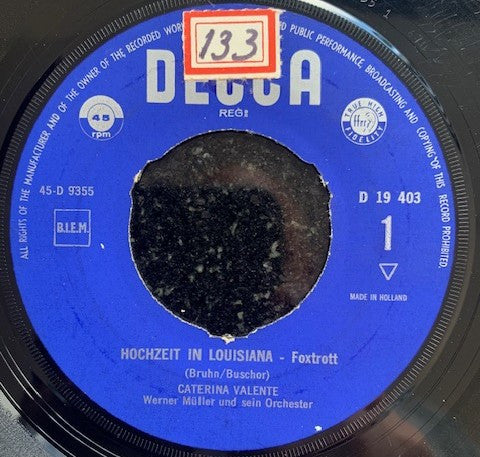 133
DECCA
REG⁠D
ALL RIGHTS OF THE MANUFACTURER AND OF THE OWNER OF THE RECORDED WORK RESERVED PUBLIC PERFORMANCE, BROADCASTING AND COPYING OF THIS RECORD PROHIBITED.
45
rpm
TRUE HIGH
FIDELITY
45-D 9355
D 19 403
B.I.E.M.
1
MADE IN HOLLAND
HOCHZEIT IN LOUISIANA - Foxtrott
(Bruhn/Buschor)
CATERINA VALENTE
Werner Müller und sein Orchester